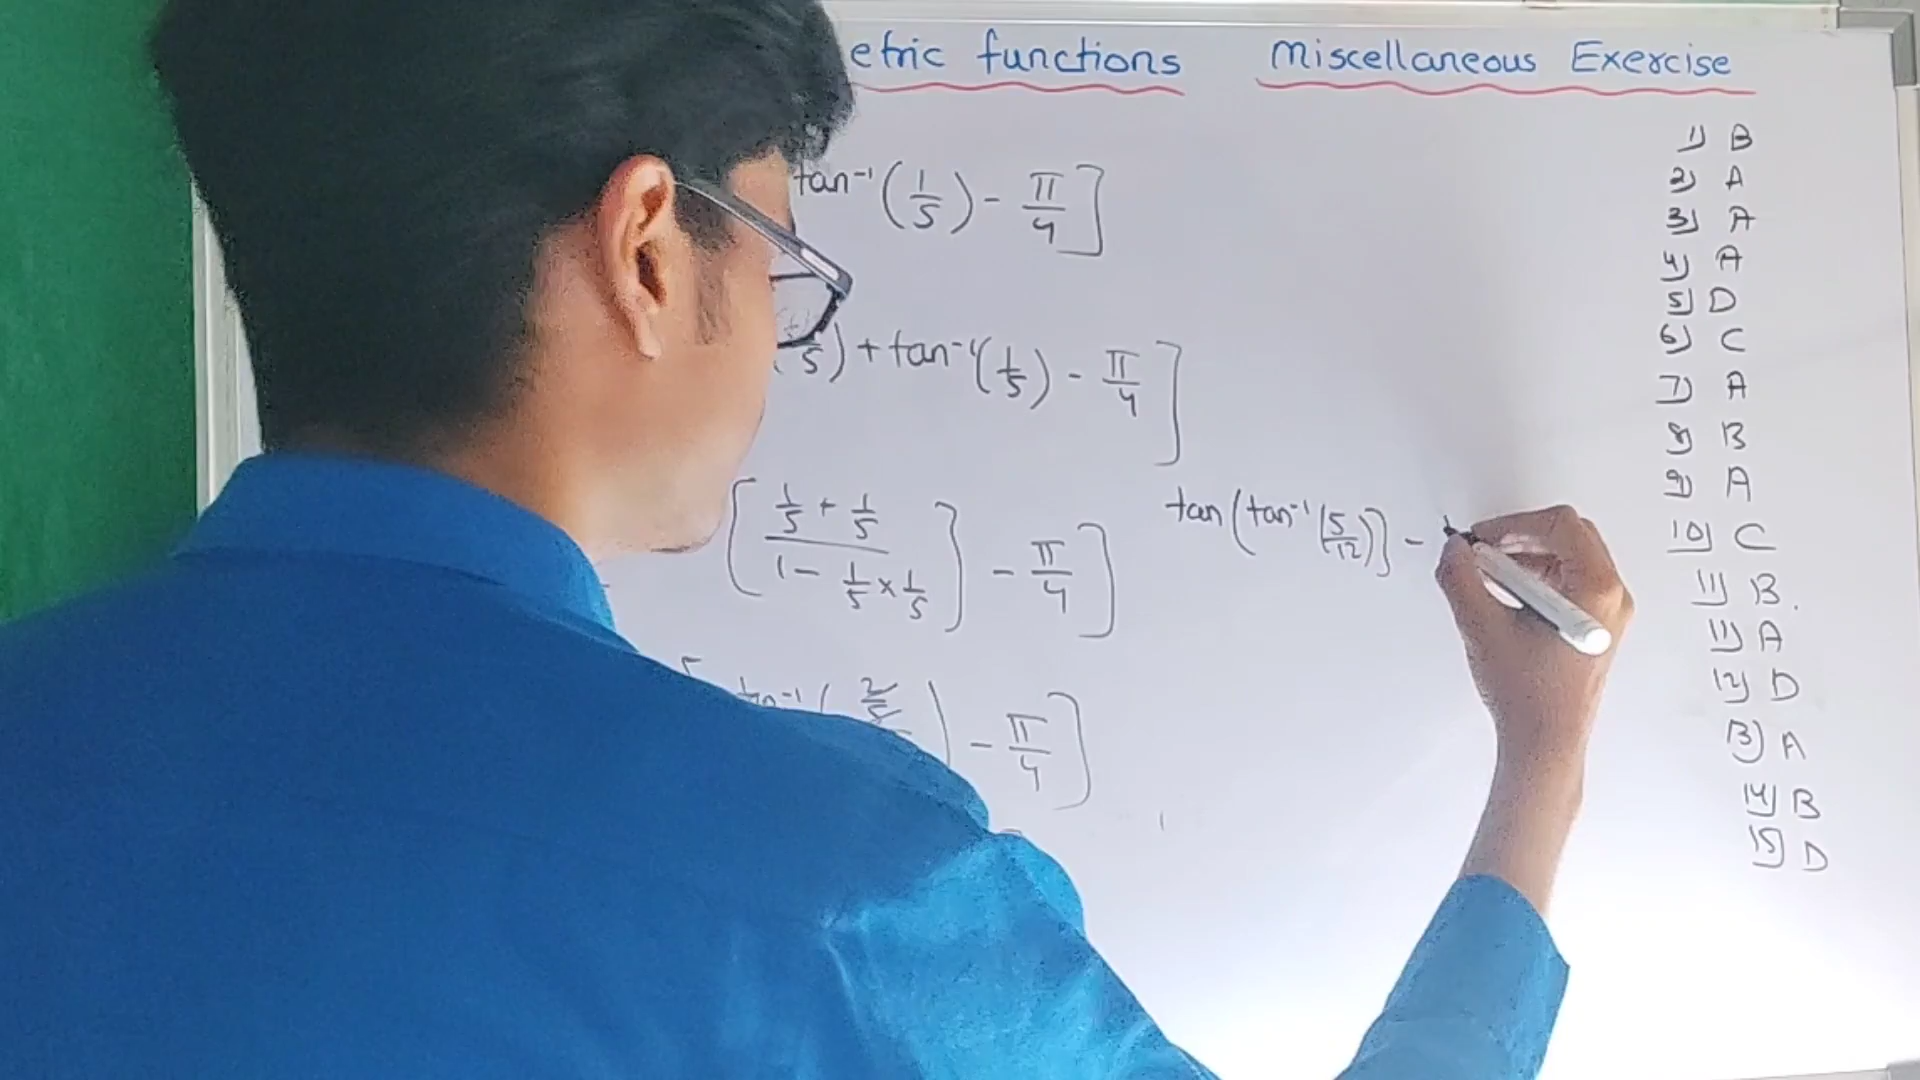 etric functions Miscellaneous Exercise
tan⁻¹(1/5) - π/4]
/5) + tan⁻¹(1/5) - π/4]
[(1/5 + 1/5)/(1 - 1/5 × 1/5)] - π/4]
tan(tan⁻¹(5/12)) -
- π/4]
1) B
2) A
3) A
4) A
5) D
6) C
7) A
8) B
9) A
10) C
11) B.
11) A
12) D
13) A
14) B
15) D